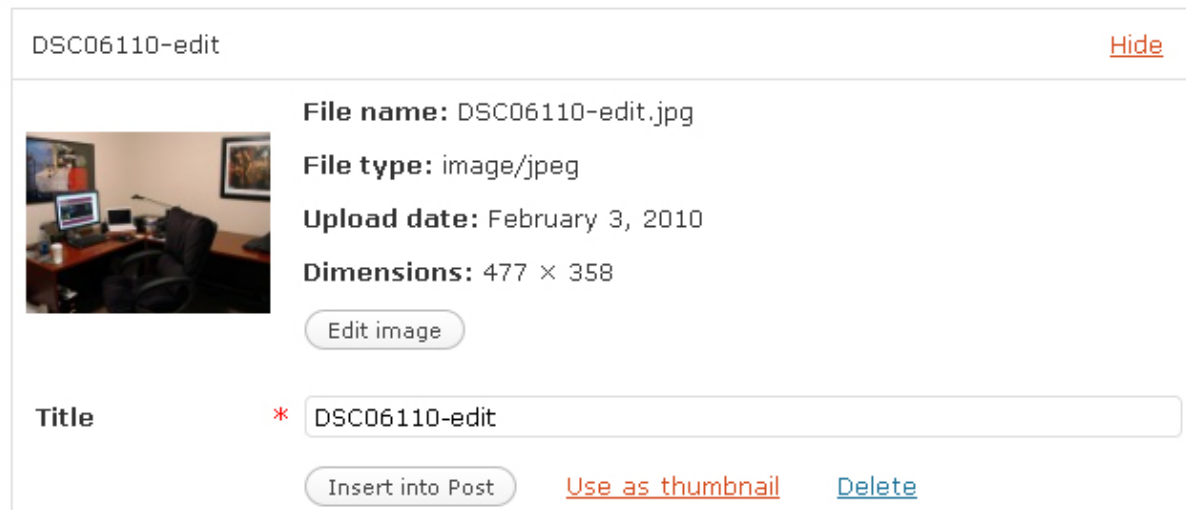 DSC06110-edit Hide
File name: DSC06110-edit.jpg
File type: image/jpeg
Upload date: February 3, 2010
Dimensions: 477 × 358
Edit image
Title * DSC06110-edit
Insert into Post Use as thumbnail Delete